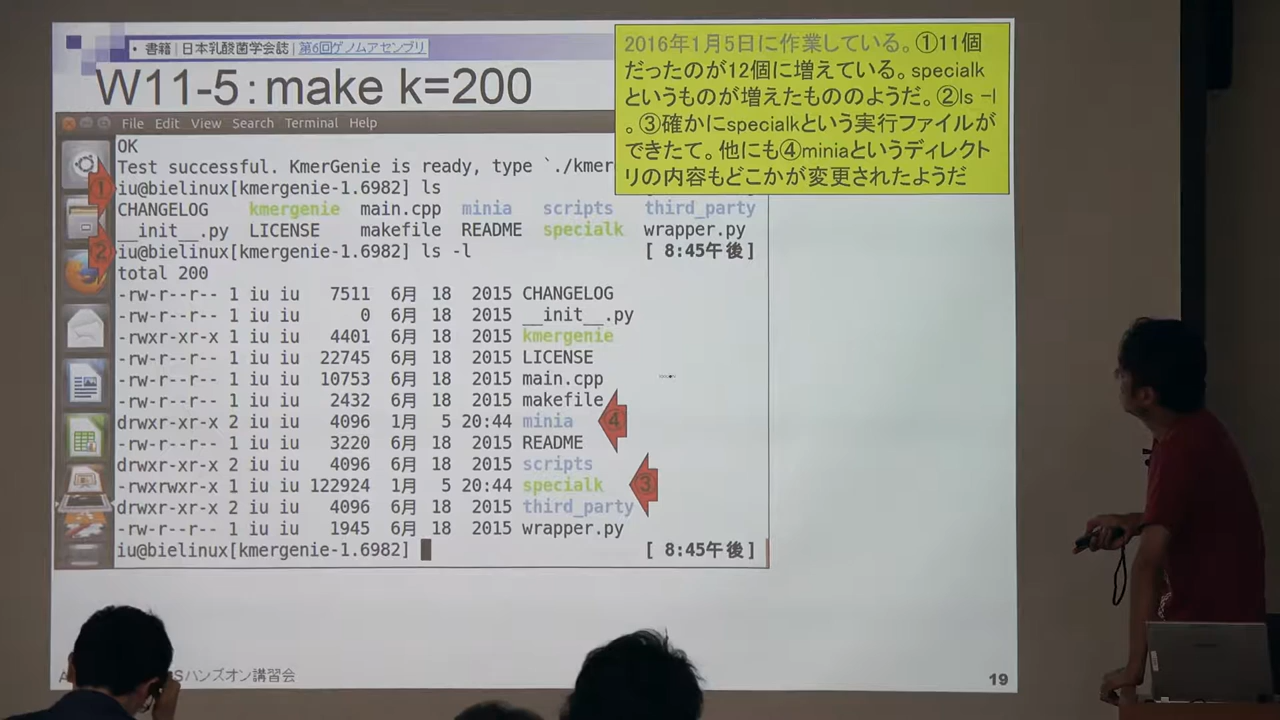 • 書籍 | 日本乳酸菌学会誌 | 第6回ゲノムアセンブリ
W11-5:make k=200
2016年1月5日に作業している。①11個
だったのが12個に増えている。specialk
というものが増えたもののようだ。②ls -l
。③確かにspecialkという実行ファイルが
できたて。他にも④miniaというディレクト
リの内容もどこかが変更されたようだ
File Edit View Search Terminal Help
OK
Test successful. KmerGenie is ready, type `./kmer
① iu@bielinux[kmergenie-1.6982] ls
CHANGELOG kmergenie main.cpp minia scripts third_party
__init__.py LICENSE makefile README specialk wrapper.py
② iu@bielinux[kmergenie-1.6982] ls -l [ 8:45午後]
total 200
-rw-r--r-- 1 iu iu 7511 6月 18 2015 CHANGELOG
-rw-r--r-- 1 iu iu 0 6月 18 2015 __init__.py
-rwxr-xr-x 1 iu iu 4401 6月 18 2015 kmergenie
-rw-r--r-- 1 iu iu 22745 6月 18 2015 LICENSE
-rw-r--r-- 1 iu iu 10753 6月 18 2015 main.cpp
-rw-r--r-- 1 iu iu 2432 6月 18 2015 makefile
drwxr-xr-x 2 iu iu 4096 1月 5 20:44 minia ④
-rw-r--r-- 1 iu iu 3220 6月 18 2015 README
drwxr-xr-x 2 iu iu 4096 6月 18 2015 scripts
-rwxrwxr-x 1 iu iu 122924 1月 5 20:44 specialk ③
drwxr-xr-x 2 iu iu 4096 6月 18 2015 third_party
-rw-r--r-- 1 iu iu 1945 6月 18 2015 wrapper.py
iu@bielinux[kmergenie-1.6982] [ 8:45午後]
Sハンズオン講習会
19